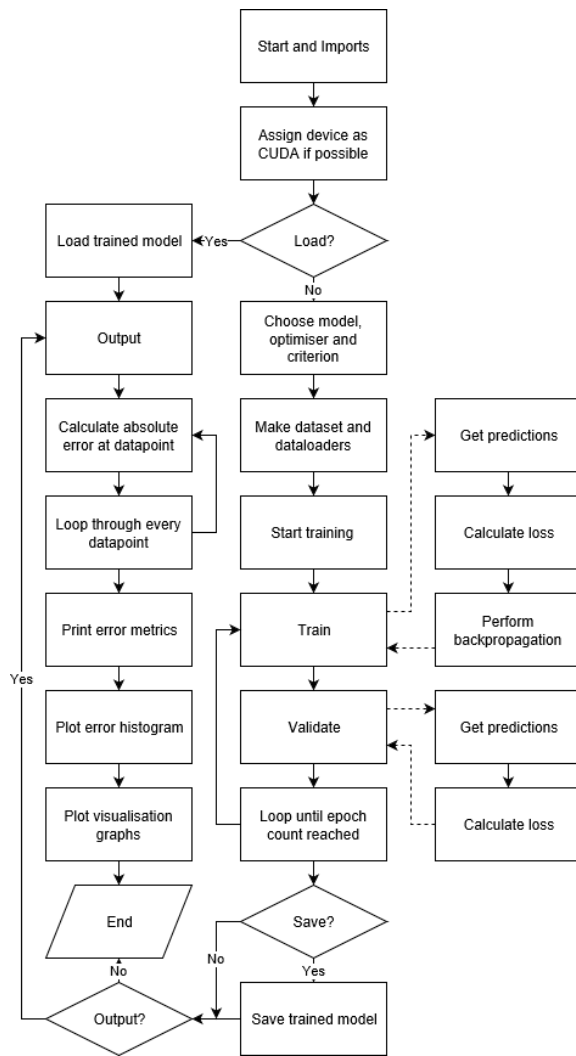 Start and Imports
Assign device as
CUDA if possible
Load?
Yes
Load trained model
No
Choose model,
optimiser and
criterion
Output
Calculate absolute
error at datapoint
Make dataset and
dataloaders
Get predictions
Loop through every
datapoint
Start training
Calculate loss
Print error metrics
Train
Perform
backpropagation
Yes
Plot error histogram
Validate
Get predictions
Plot visualisation
graphs
Loop until epoch
count reached
Calculate loss
End
Save?
No
No
Yes
Output?
Save trained model